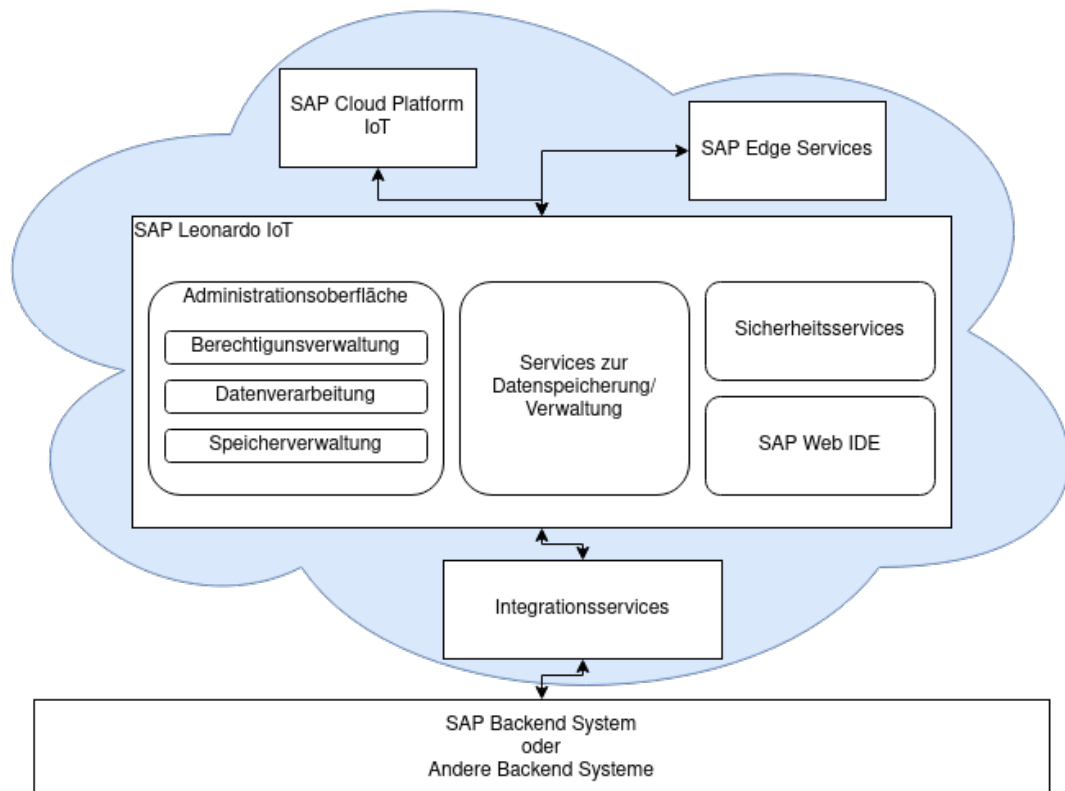 SAP Cloud Platform
IoT
SAP Edge Services
SAP Leonardo IoT
Administrationsoberfläche
Berechtigunsverwaltung
Datenverarbeitung
Speicherverwaltung
Services zur
Datenspeicherung/
Verwaltung
Sicherheitsservices
SAP Web IDE
Integrationsservices
SAP Backend System
oder
Andere Backend Systeme